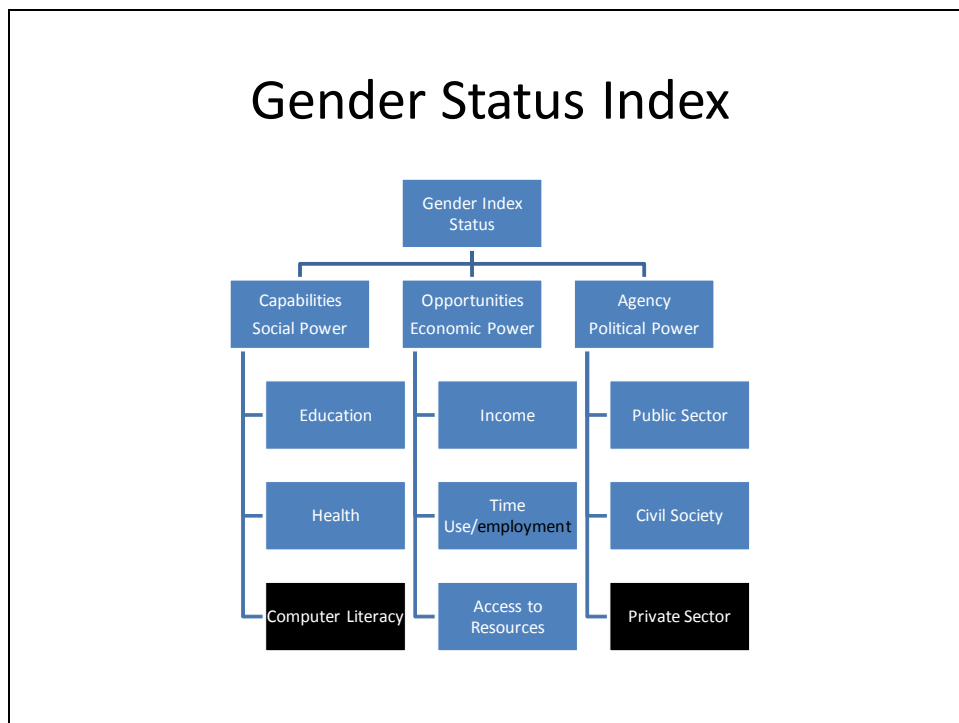 Gender Status Index
Gender Index
Status
Capabilities
Social Power
Opportunities
Economic Power
Agency
Political Power
Education
Income
Public Sector
Health
Time
Use/employment
Civil Society
Computer Literacy
Access to
Resources
Private Sector